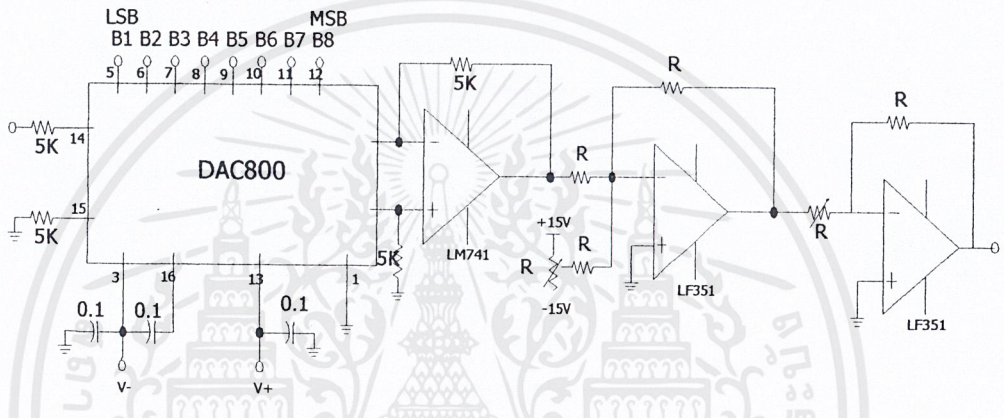 LSB MSB
B1 B2 B3 B4 B5 B6 B7 B8
5 6 7 8 9 10 11 12
5K
14
DAC800
5K
15
3 16 13 1
0.1 0.1
0.1
V- V+
5K
- +
LM741
5K
R
R
+15V
R R
-15V
- +
LF351
R
R
- +
LF351